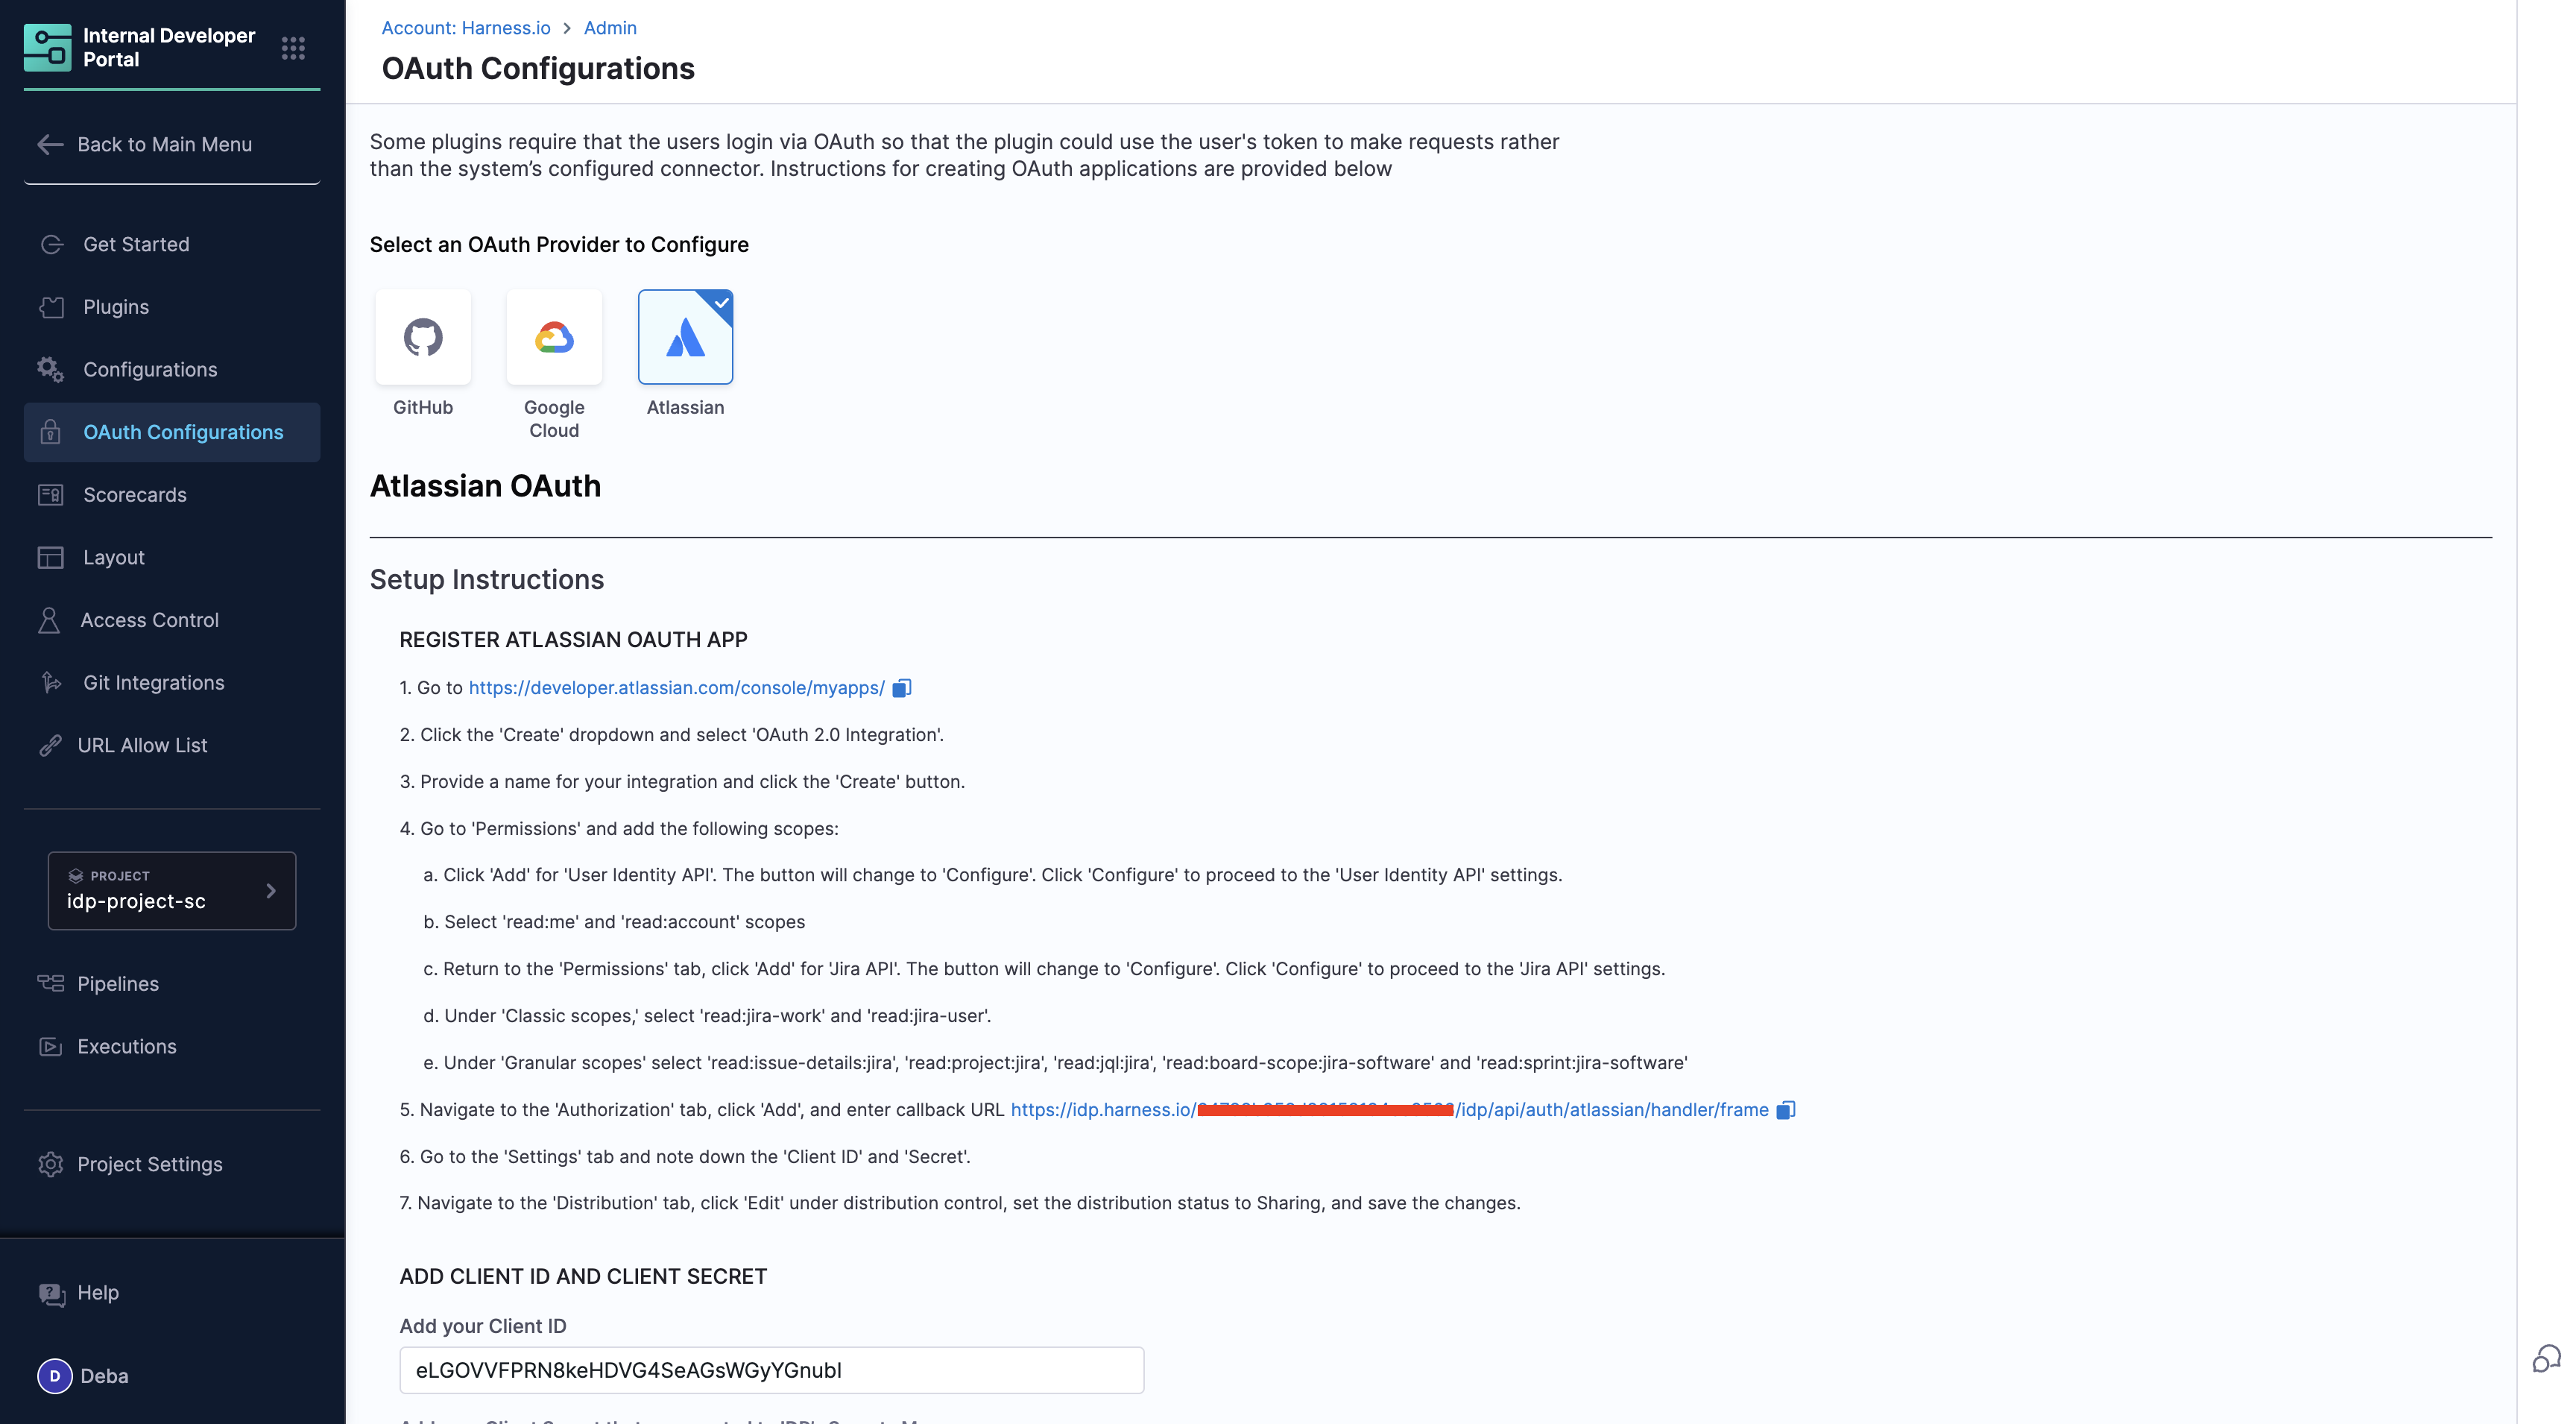 Internal Developer
Portal
Back to Main Menu
Get Started
Plugins
Configurations
OAuth Configurations
Scorecards
Layout
Access Control
Git Integrations
URL Allow List
PROJECT
idp-project-sc
Pipelines
Executions
Project Settings
Help
D Deba
Account: Harness.io > Admin
OAuth Configurations
Some plugins require that the users login via OAuth so that the plugin could use the user's token to make requests rather
than the system’s configured connector. Instructions for creating OAuth applications are provided below
Select an OAuth Provider to Configure
GitHub
Google
Cloud
Atlassian
Atlassian OAuth
Setup Instructions
REGISTER ATLASSIAN OAUTH APP
1. Go to https://developer.atlassian.com/console/myapps/
2. Click the 'Create' dropdown and select 'OAuth 2.0 Integration'.
3. Provide a name for your integration and click the 'Create' button.
4. Go to 'Permissions' and add the following scopes:
a. Click 'Add' for 'User Identity API'. The button will change to 'Configure'. Click 'Configure' to proceed to the 'User Identity API' settings.
b. Select 'read:me' and 'read:account' scopes
c. Return to the 'Permissions' tab, click 'Add' for 'Jira API'. The button will change to 'Configure'. Click 'Configure' to proceed to the 'Jira API' settings.
d. Under 'Classic scopes,' select 'read:jira-work' and 'read:jira-user'.
e. Under 'Granular scopes' select 'read:issue-details:jira', 'read:project:jira', 'read:jql:jira', 'read:board-scope:jira-software' and 'read:sprint:jira-software'
5. Navigate to the 'Authorization' tab, click 'Add', and enter callback URL https://idp.harness.io/ /idp/api/auth/atlassian/handler/frame
6. Go to the 'Settings' tab and note down the 'Client ID' and 'Secret'.
7. Navigate to the 'Distribution' tab, click 'Edit' under distribution control, set the distribution status to Sharing, and save the changes.
ADD CLIENT ID AND CLIENT SECRET
Add your Client ID
eLGOVVFPRN8keHDVG4SeAGsWGyYGnubI